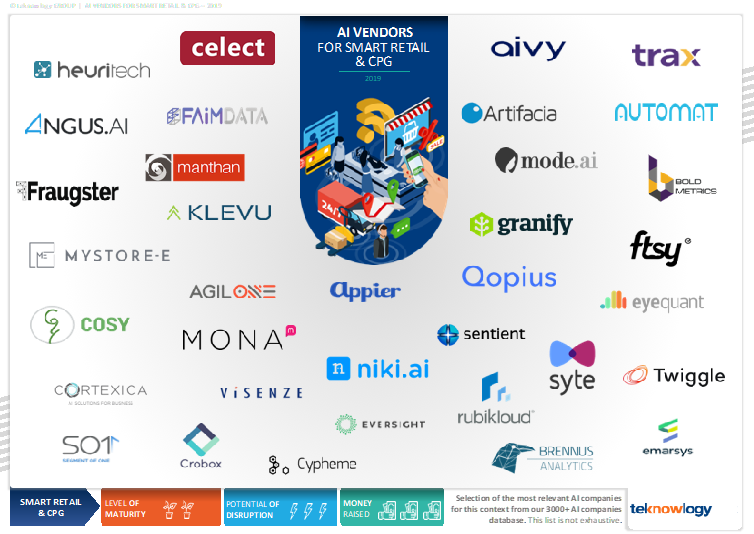 © teknowlogy GROUP | AI VENDORS FOR SMART RETAIL & CPG – 2019
AI VENDORS
FOR SMART RETAIL
& CPG
2019
celect
aivy
trax
heuritech
ANGUS.AI
FAiMDATA
Artifacia
AUTOMAT
manthan
mode.ai
Fraugster
BOLD
METRICS
KLEVU
24/7
granify
ftsy
ME
MYSTORE-E
AGILONE
appier
Qopius
eyequant
COSY
MONA
m
sentient
n niki.ai
syte
Twiggle
CORTEXICA
AI SOLUTIONS FOR BUSINESS
ViSENZE
rubikloud
EVERSIGHT
SO1
SEGMENT OF ONE
Crobox
Cypheme
BRENNUS
ANALYTICS
emarsys
SMART RETAIL
& CPG
LEVEL OF
MATURITY
POTENTIAL OF
DISRUPTION
MONEY
RAISED
Selection of the most relevant AI companies
for this context from our 3000+ AI companies
database. This list is not exhaustive.
teknowlogy